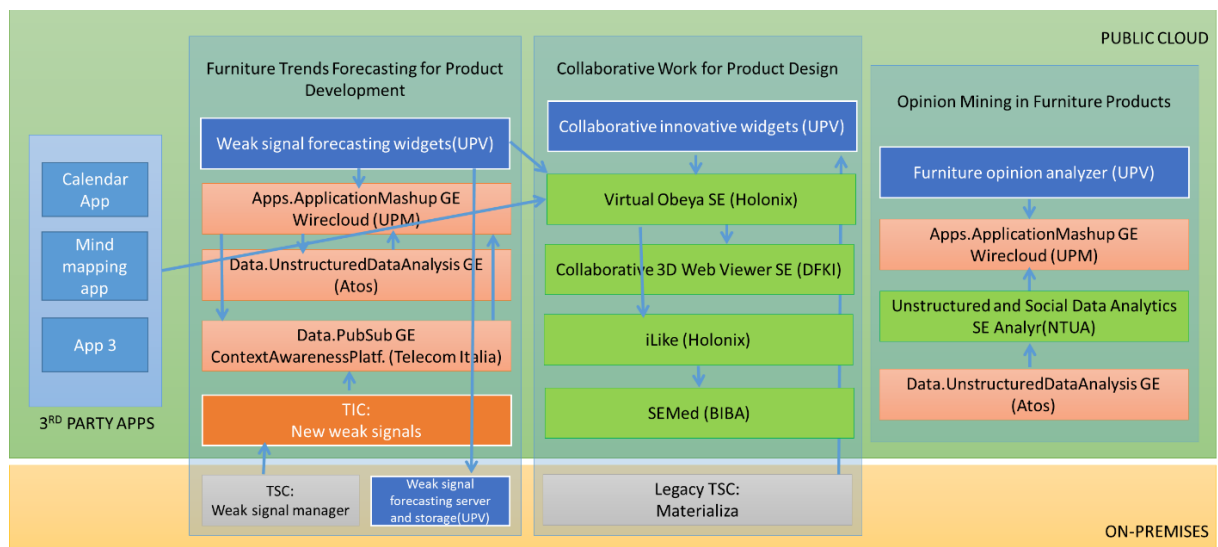 PUBLIC CLOUD
Furniture Trends Forecasting for Product
Development
Weak signal forecasting widgets(UPV)
Apps.ApplicationMashup GE
Wirecloud (UPM)
Data.UnstructuredDataAnalysis GE
(Atos)
Data.PubSub GE
ContextAwarenessPlatf. (Telecom Italia)
TIC:
New weak signals
TSC:
Weak signal manager
Weak signal
forecasting server
and storage(UPV)
Collaborative Work for Product Design
Collaborative innovative widgets (UPV)
Virtual Obeya SE (Holonix)
Collaborative 3D Web Viewer SE (DFKI)
iLike (Holonix)
SEMed (BIBA)
Legacy TSC:
Materializa
Opinion Mining in Furniture Products
Furniture opinion analyzer (UPV)
Apps.ApplicationMashup GE
Wirecloud (UPM)
Unstructured and Social Data Analytics
SE Analyr(NTUA)
Data.UnstructuredDataAnalysis GE
(Atos)
Calendar
App
Mind
mapping
app
App 3
3RD PARTY APPS
ON-PREMISES